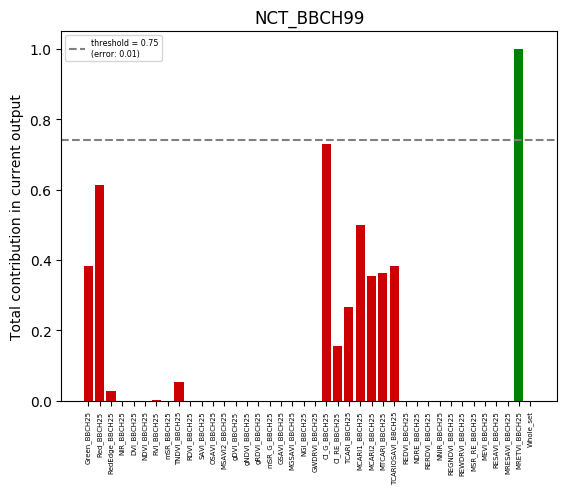 NCT_BBCH99
threshold = 0.75
(error: 0.01)
Total contribution in current output
1.0
0.8
0.6
0.4
0.2
0.0
Green_BBCH25
Red_BBCH25
RedEdge_BBCH25
NIR_BBCH25
DVI_BBCH25
NDVI_BBCH25
RVI_BBCH25
mSR_BBCH25
TNDVI_BBCH25
RDVI_BBCH25
SAVI_BBCH25
OSAVI_BBCH25
MSAVI2_BBCH25
gDVI_BBCH25
gNDVI_BBCH25
gRDVI_BBCH25
mSR_G_BBCH25
GSAVI_BBCH25
MGSAVI_BBCH25
NGI_BBCH25
GWDRVI_BBCH25
CI_G_BBCH25
CI_RE_BBCH25
TCARI_BBCH25
MCARI1_BBCH25
MCARI2_BBCH25
MTCARI_BBCH25
TCARIOSAVI_BBCH25
REDVI_BBCH25
NDRE_BBCH25
RERDVI_BBCH25
NNIR_BBCH25
REGNDVI_BBCH25
REWDRVI_BBCH25
MSR_RE_BBCH25
MEVI_BBCH25
RESAVI_BBCH25
MRESAVI_BBCH25
MRETVI_BBCH25
Whole_set